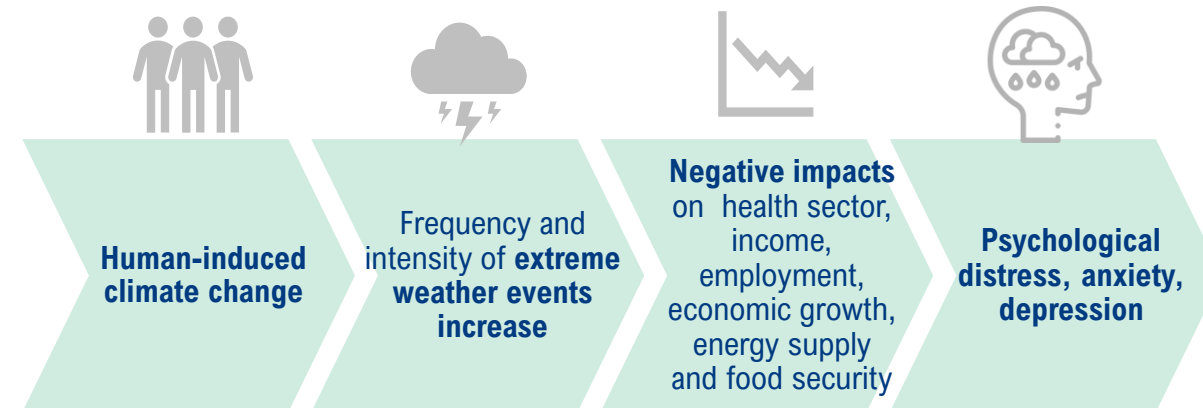 Human-induced
climate change
Frequency and
intensity of extreme
weather events
increase
Negative impacts
on health sector,
income,
employment,
economic growth,
energy supply
and food security
Psychological
distress, anxiety,
depression